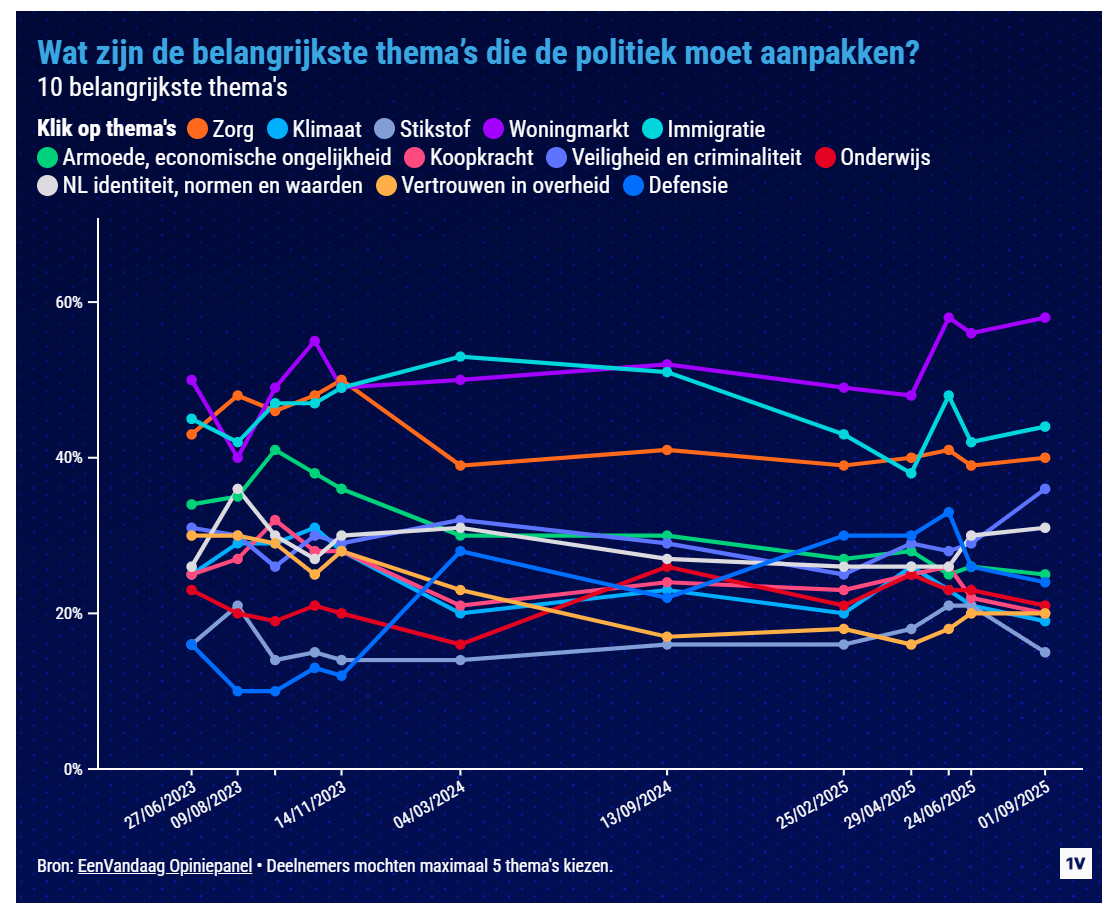 Wat zijn de belangrijkste thema's die de politiek moet aanpakken?
10 belangrijkste thema's
Klik op thema's Zorg Klimaat Stikstof Woningmarkt Immigratie
Armoede, economische ongelijkheid Koopkracht Veiligheid en criminaliteit Onderwijs
NL identiteit, normen en waarden Vertrouwen in overheid Defensie
60%
40%
20%
0%
27/06/2023 09/08/2023 14/11/2023 04/03/2024 13/09/2024 25/02/2025 29/04/2025 24/06/2025 01/09/2025
Bron: EenVandaag Opiniepanel • Deelnemers mochten maximaal 5 thema's kiezen.
1V